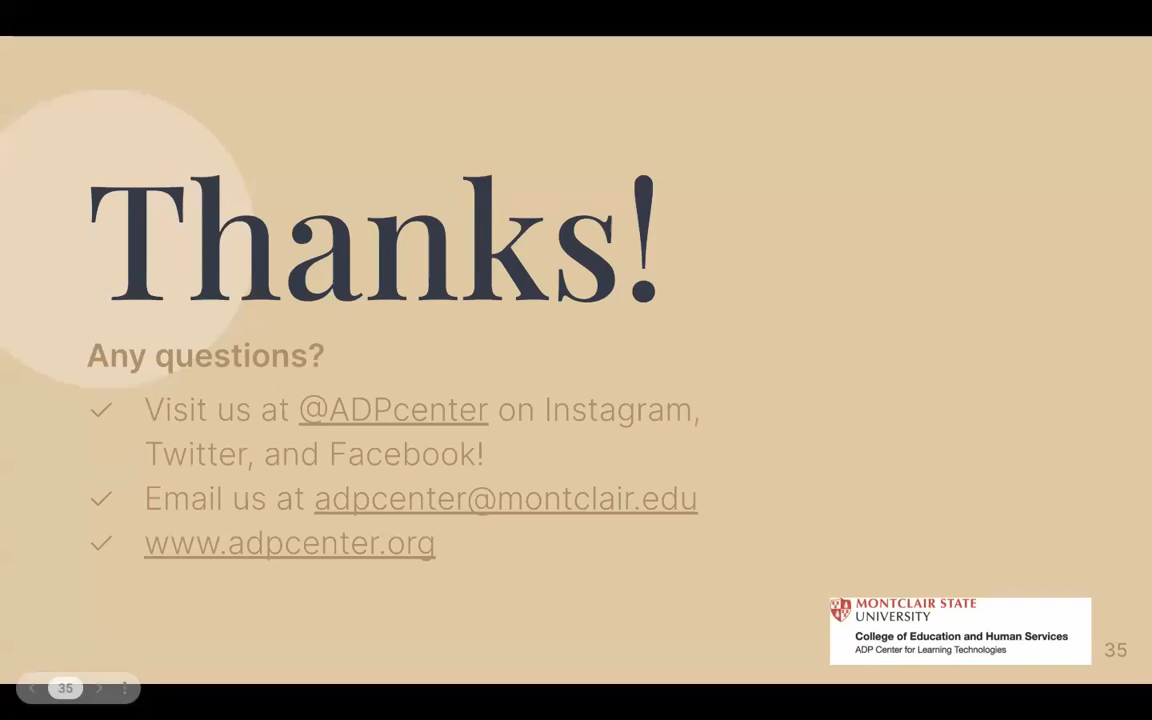 Thanks!
Any questions?
Visit us at @ADPcenter on Instagram,
Twitter, and Facebook!
Email us at adpcenter@montclair.edu
www.adpcenter.org
MONTCLAIR STATE
UNIVERSITY
College of Education and Human Services
ADP Center for Learning Technologies
35
35